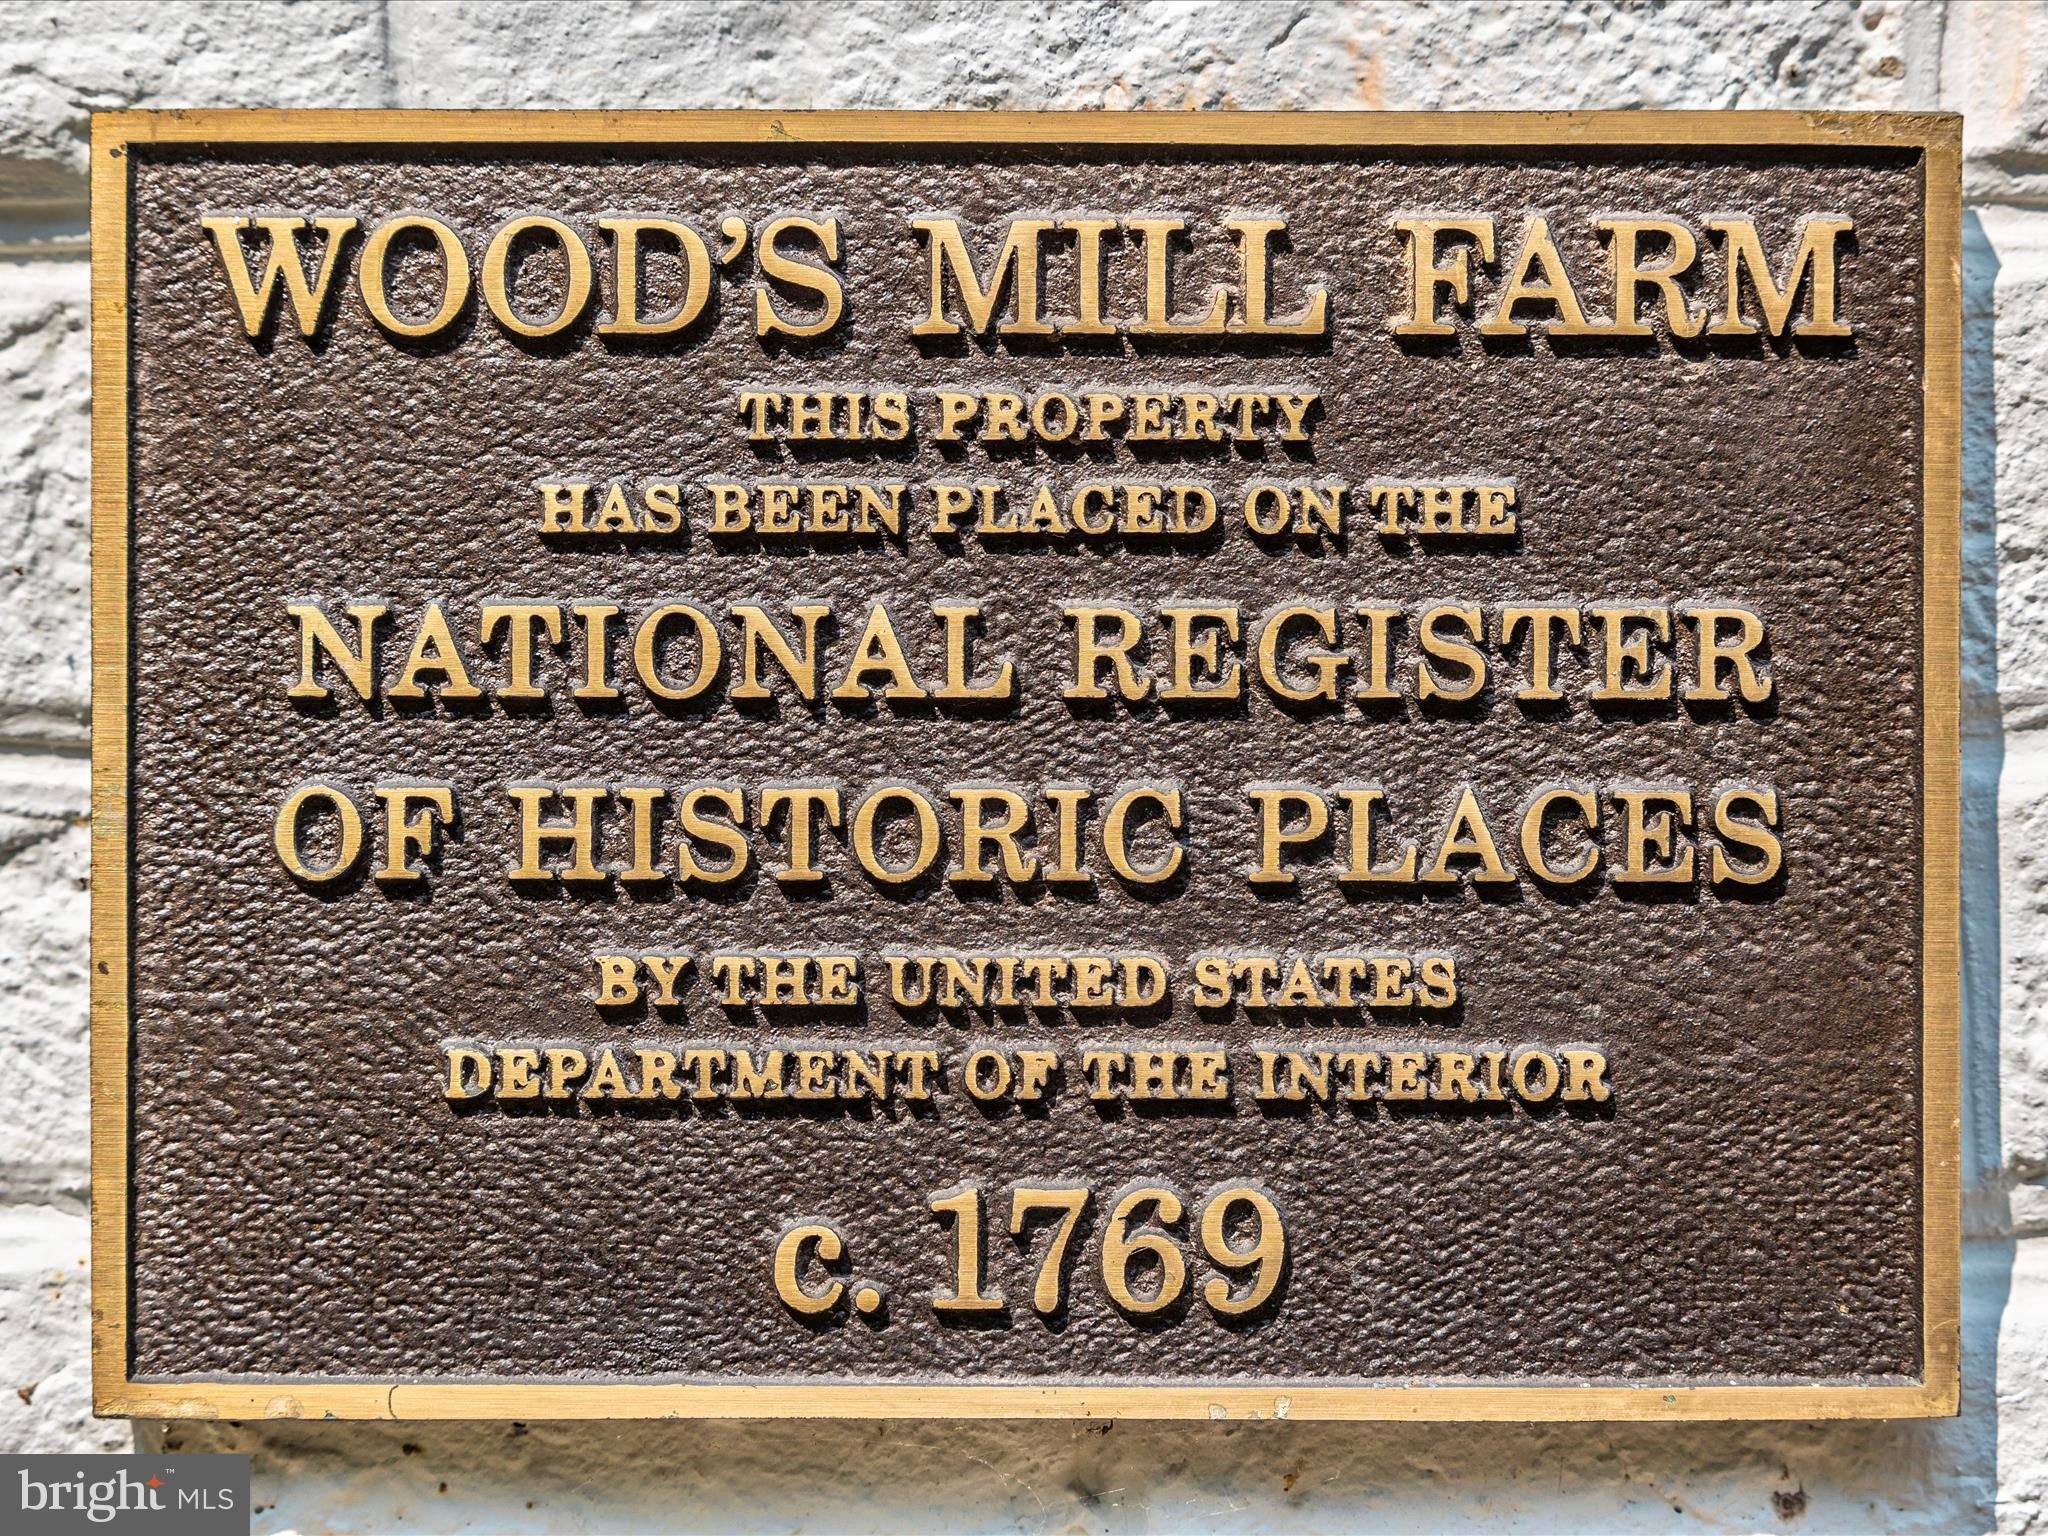 WOOD'S MILL FARM
THIS PROPERTY
HAS BEEN PLACED ON THE
NATIONAL REGISTER
OF HISTORIC PLACES
BY THE UNITED STATES
DEPARTMENT OF THE INTERIOR
c. 1769
bright™ MLS